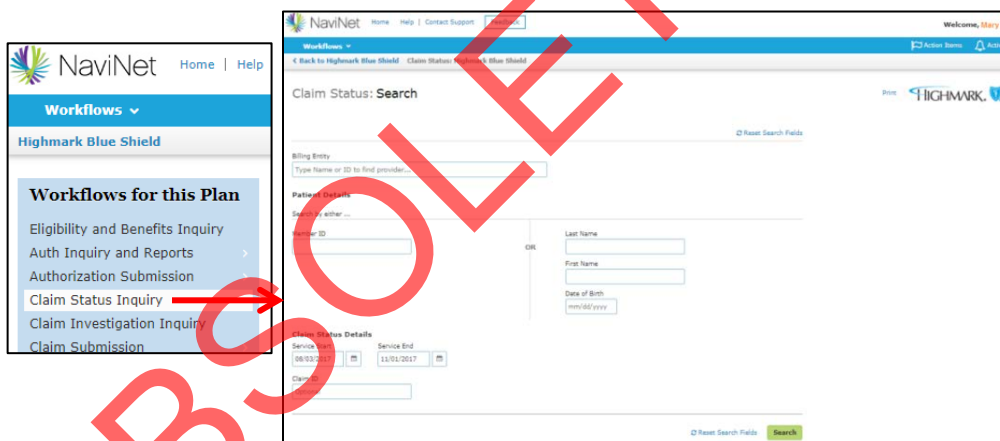 NaviNet Home | Help
Workflows
Highmark Blue Shield
Workflows for this Plan
Eligibility and Benefits Inquiry
Auth Inquiry and Reports
Authorization Submission
Claim Status Inquiry
Claim Investigation Inquiry
Claim Submission
NaviNet Home Help | Contact Support Feedback
Welcome, Mary
Workflows
Action Items
< Back to Highmark Blue Shield Claim Status: Highmark Blue Shield
Claim Status: Search
Print HIGHMARK.
Reset Search Fields
Billing Entity
Type Name or ID to find provider...
Patient Details
Search by either ...
Member ID
OR
Last Name
First Name
Date of Birth
mm/dd/yyyy
Claim Status Details
Service Start Service End
08/03/2017 11/01/2017
Claim ID
Optional
Reset Search Fields Search